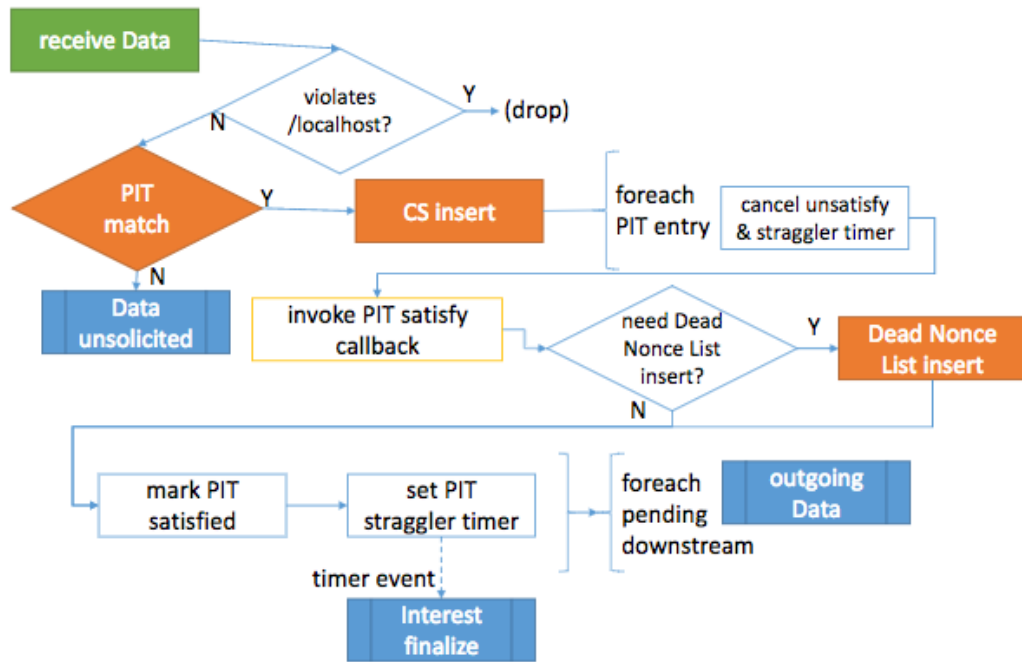 receive Data
violates
/localhost?
Y
(drop)
N
PIT
match
Y
CS insert
foreach
PIT entry
cancel unsatisfy
& straggler timer
N
Data
unsolicited
invoke PIT satisfy
callback
need Dead
Nonce List
insert?
Y
Dead Nonce
List insert
N
mark PIT
satisfied
set PIT
straggler timer
foreach
pending
downstream
outgoing
Data
timer event
Interest
finalize